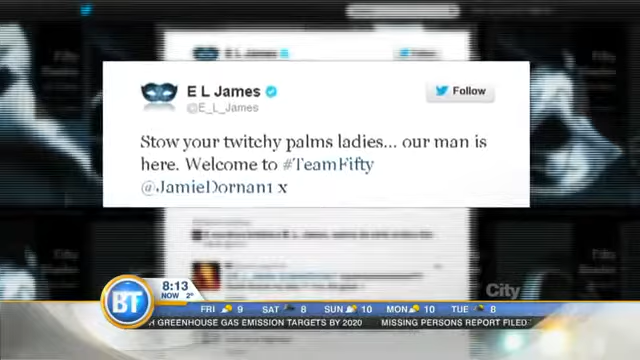 E L James
Follow
E L James
@E_L_James
Follow
Stow your twitchy palms ladies... our man is
here. Welcome to #TeamFifty
@JamieDornan1 x
City
BT
8:13
NOW 2°
FRI 9 SAT 8 SUN 10 MON 10 TUE 8
GREENHOUSE GAS EMISSION TARGETS BY 2020 MISSING PERSONS REPORT FILED